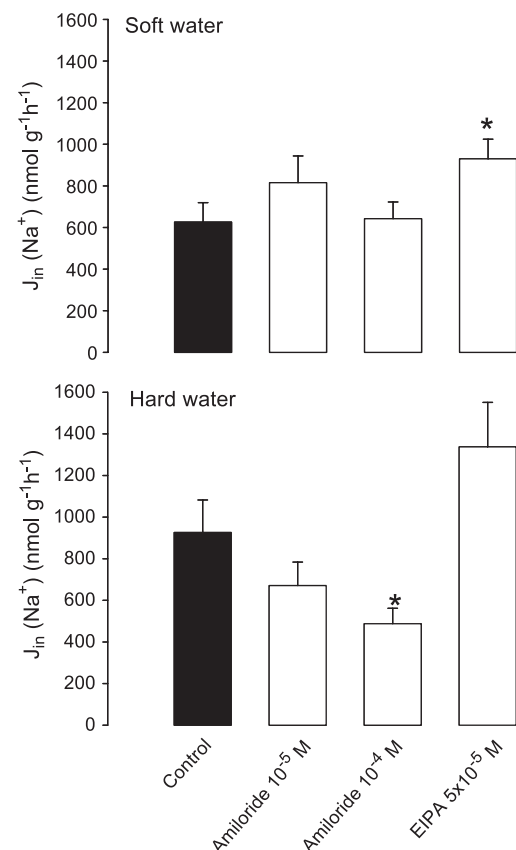 Soft water
J_in (Na⁺) (nmol g⁻¹h⁻¹)
1600
1400
1200
1000
800
600
400
200
0
*
Hard water
J_in (Na⁺) (nmol g⁻¹h⁻¹)
1600
1400
1200
1000
800
600
400
200
0
*
Control
Amiloride 10⁻⁵ M
Amiloride 10⁻⁴ M
EIPA 5x10⁻⁵ M